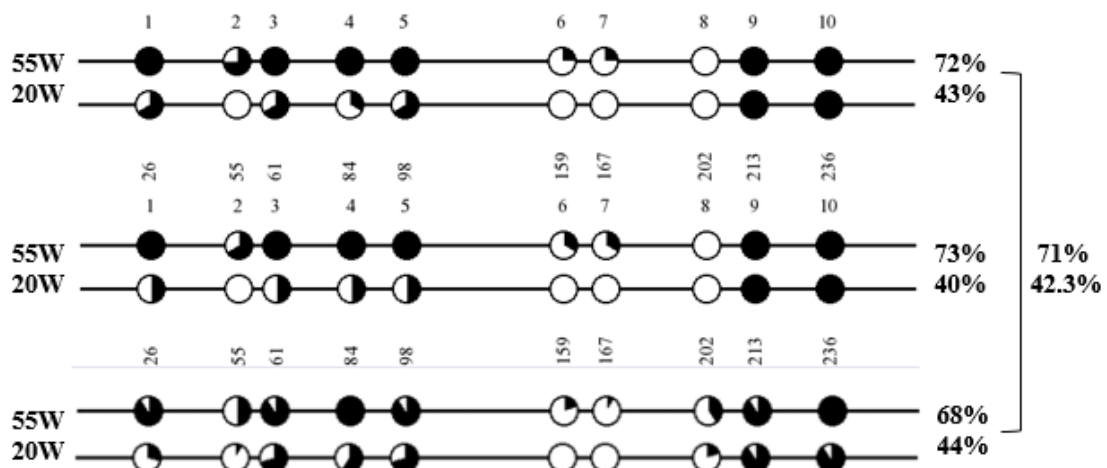 1 2 3 4 5 6 7 8 9 10
55W 72%
20W 43%
26 55 61 84 98 159 167 202 213 236
1 2 3 4 5 6 7 8 9 10
55W 73% 71%
20W 40% 42.3%
26 55 61 84 98 159 167 202 213 236
55W 68%
20W 44%